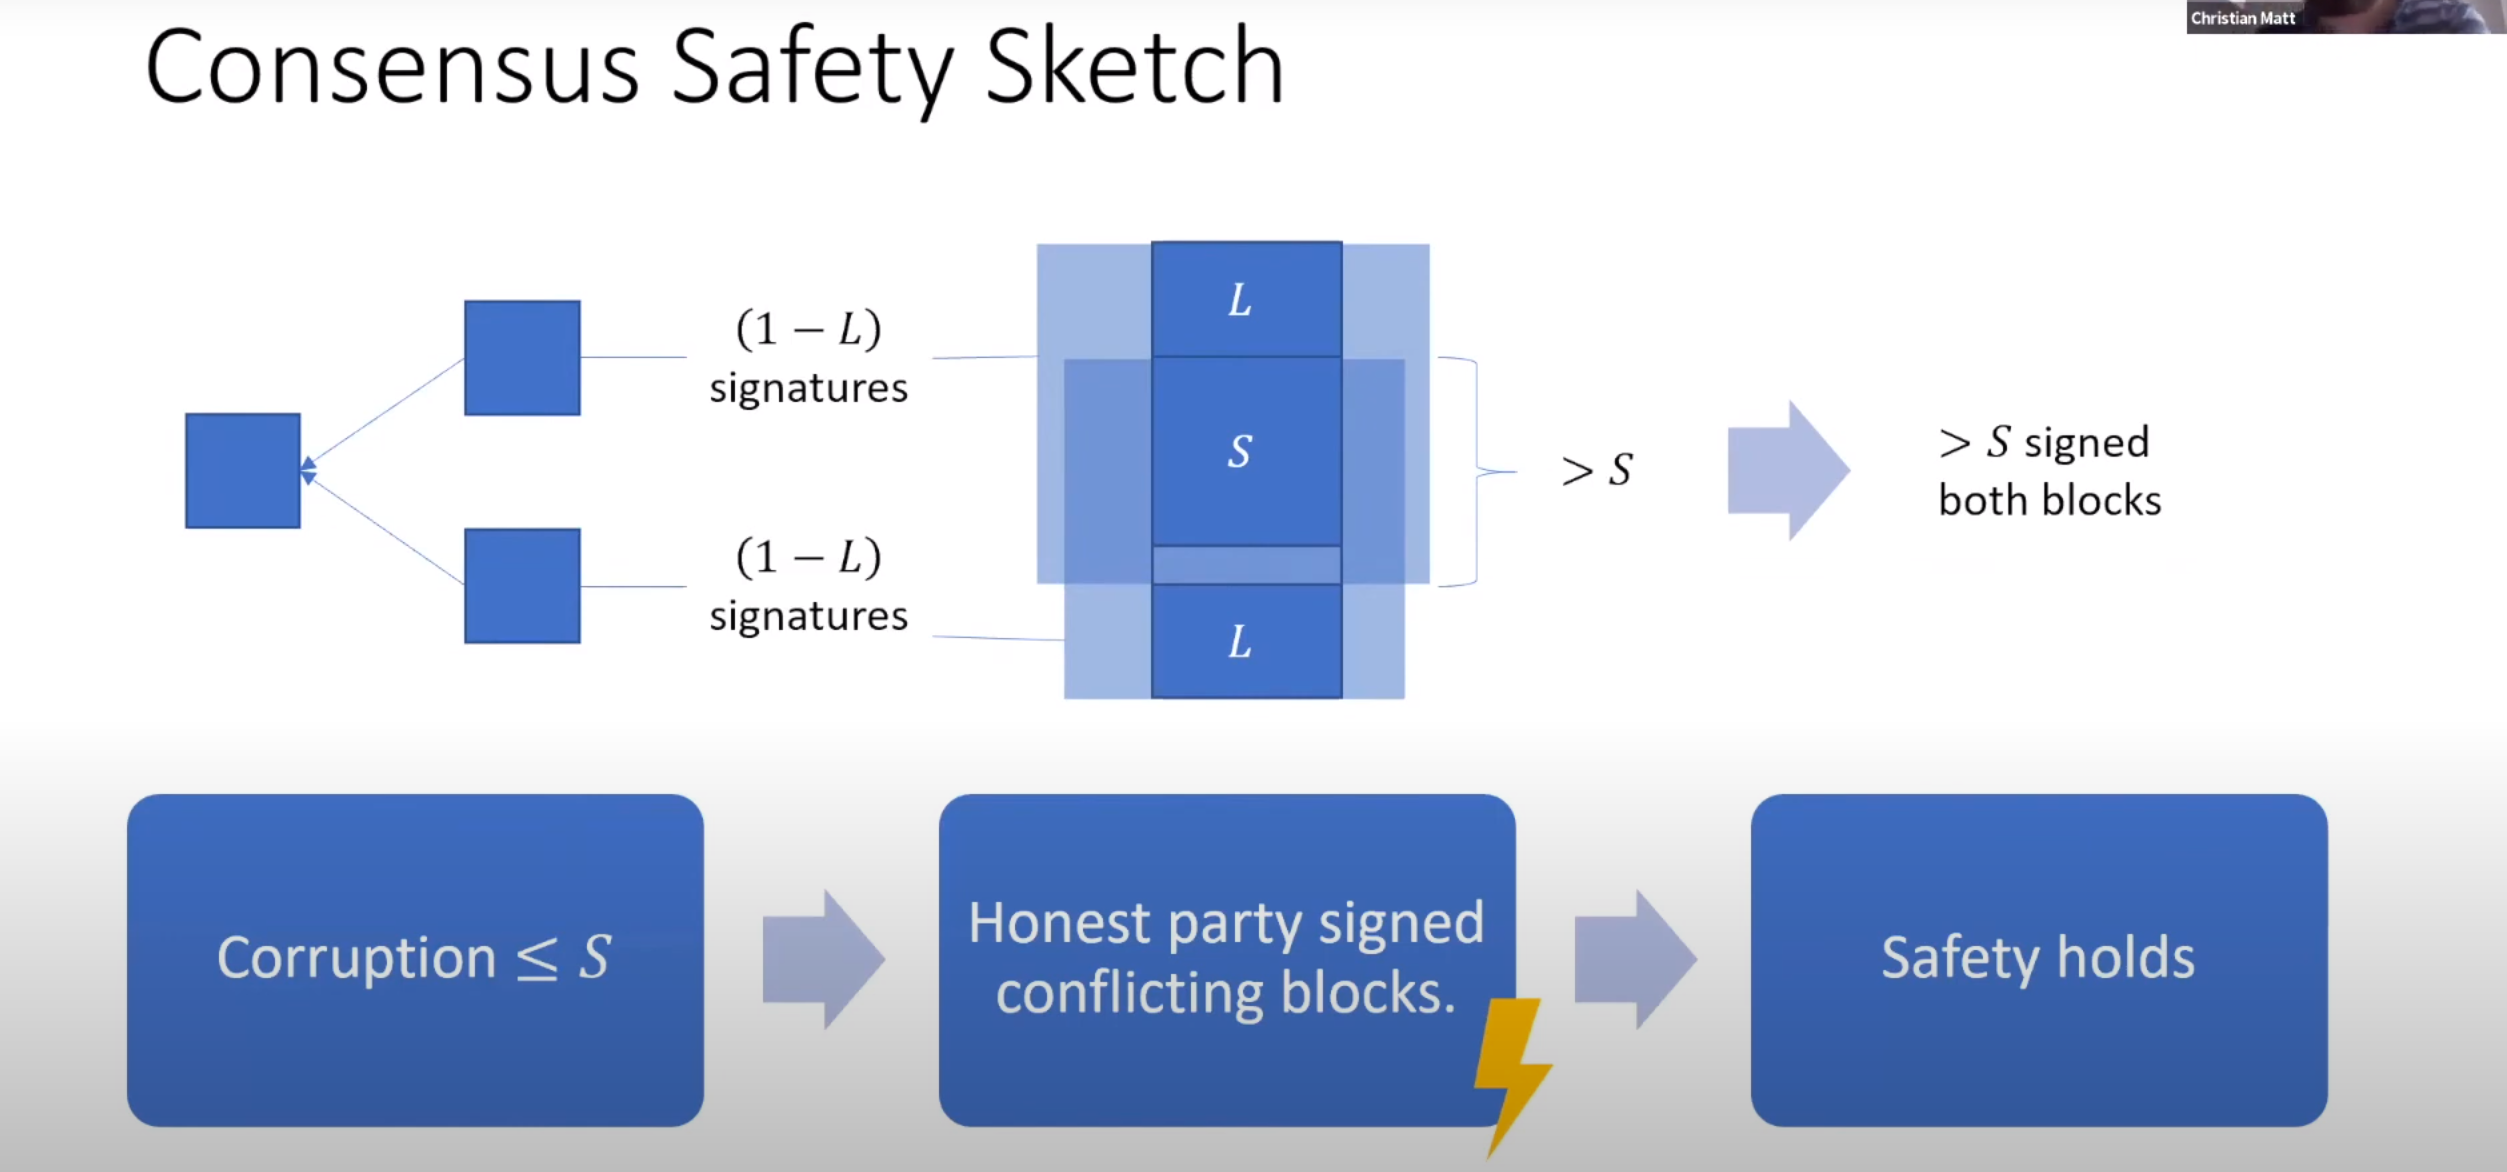 Christian Matt
Consensus Safety Sketch
(1 − L)
signatures
(1 − L)
signatures
L
S
L
> S
> S signed
both blocks
Corruption ≤ S
Honest party signed
conflicting blocks.
Safety holds